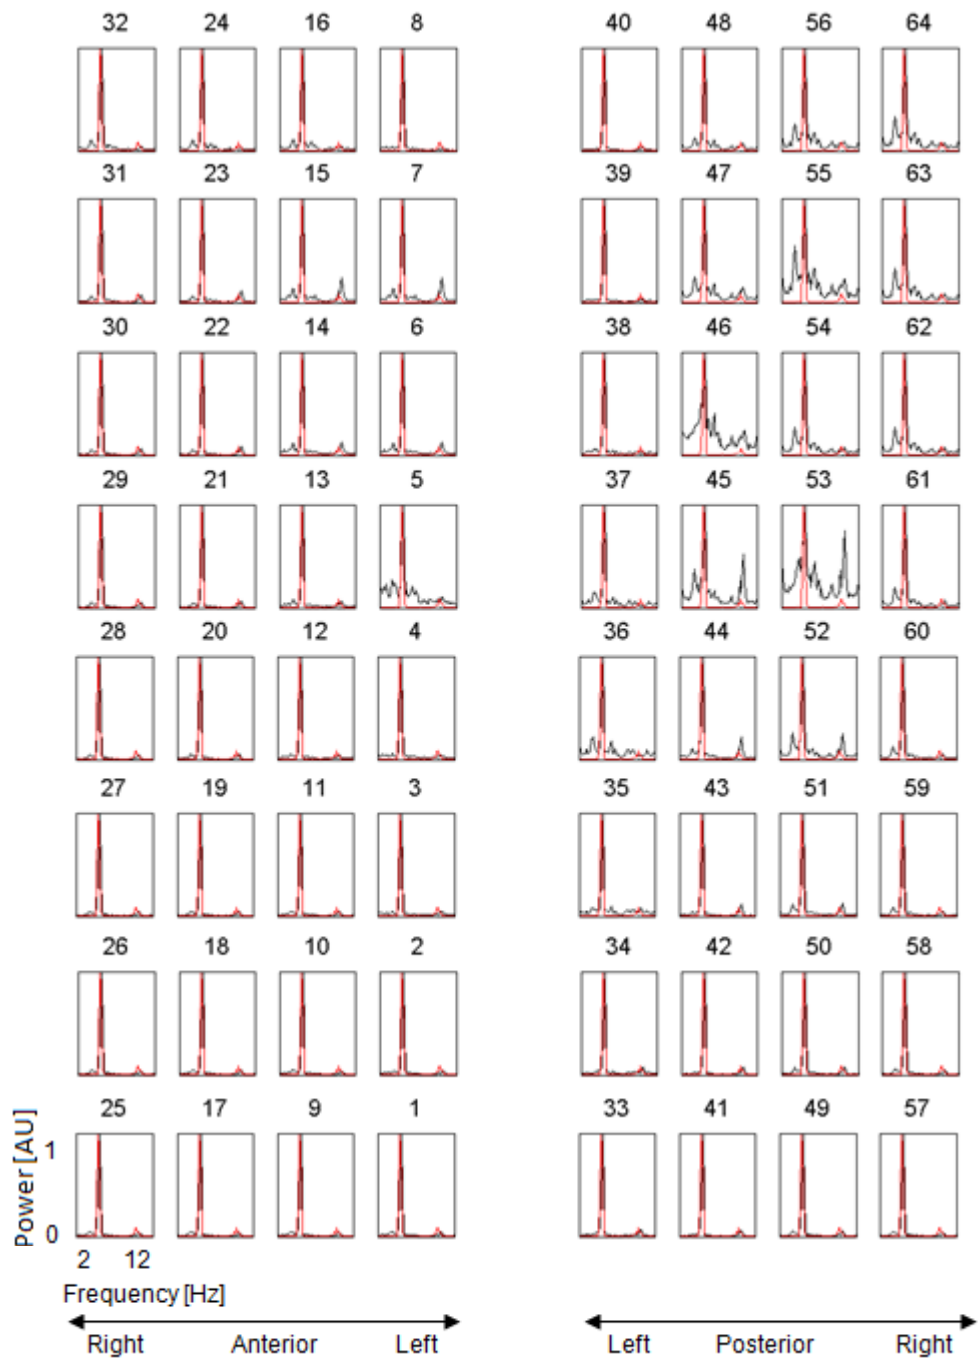 32 24 16 8 40 48 56 64
31 23 15 7 39 47 55 63
30 22 14 6 38 46 54 62
29 21 13 5 37 45 53 61
28 20 12 4 36 44 52 60
27 19 11 3 35 43 51 59
26 18 10 2 34 42 50 58
25 17 9 1 33 41 49 57
Power [AU]
1
0
2 12
Frequency [Hz]
Right Anterior Left Left Posterior Right